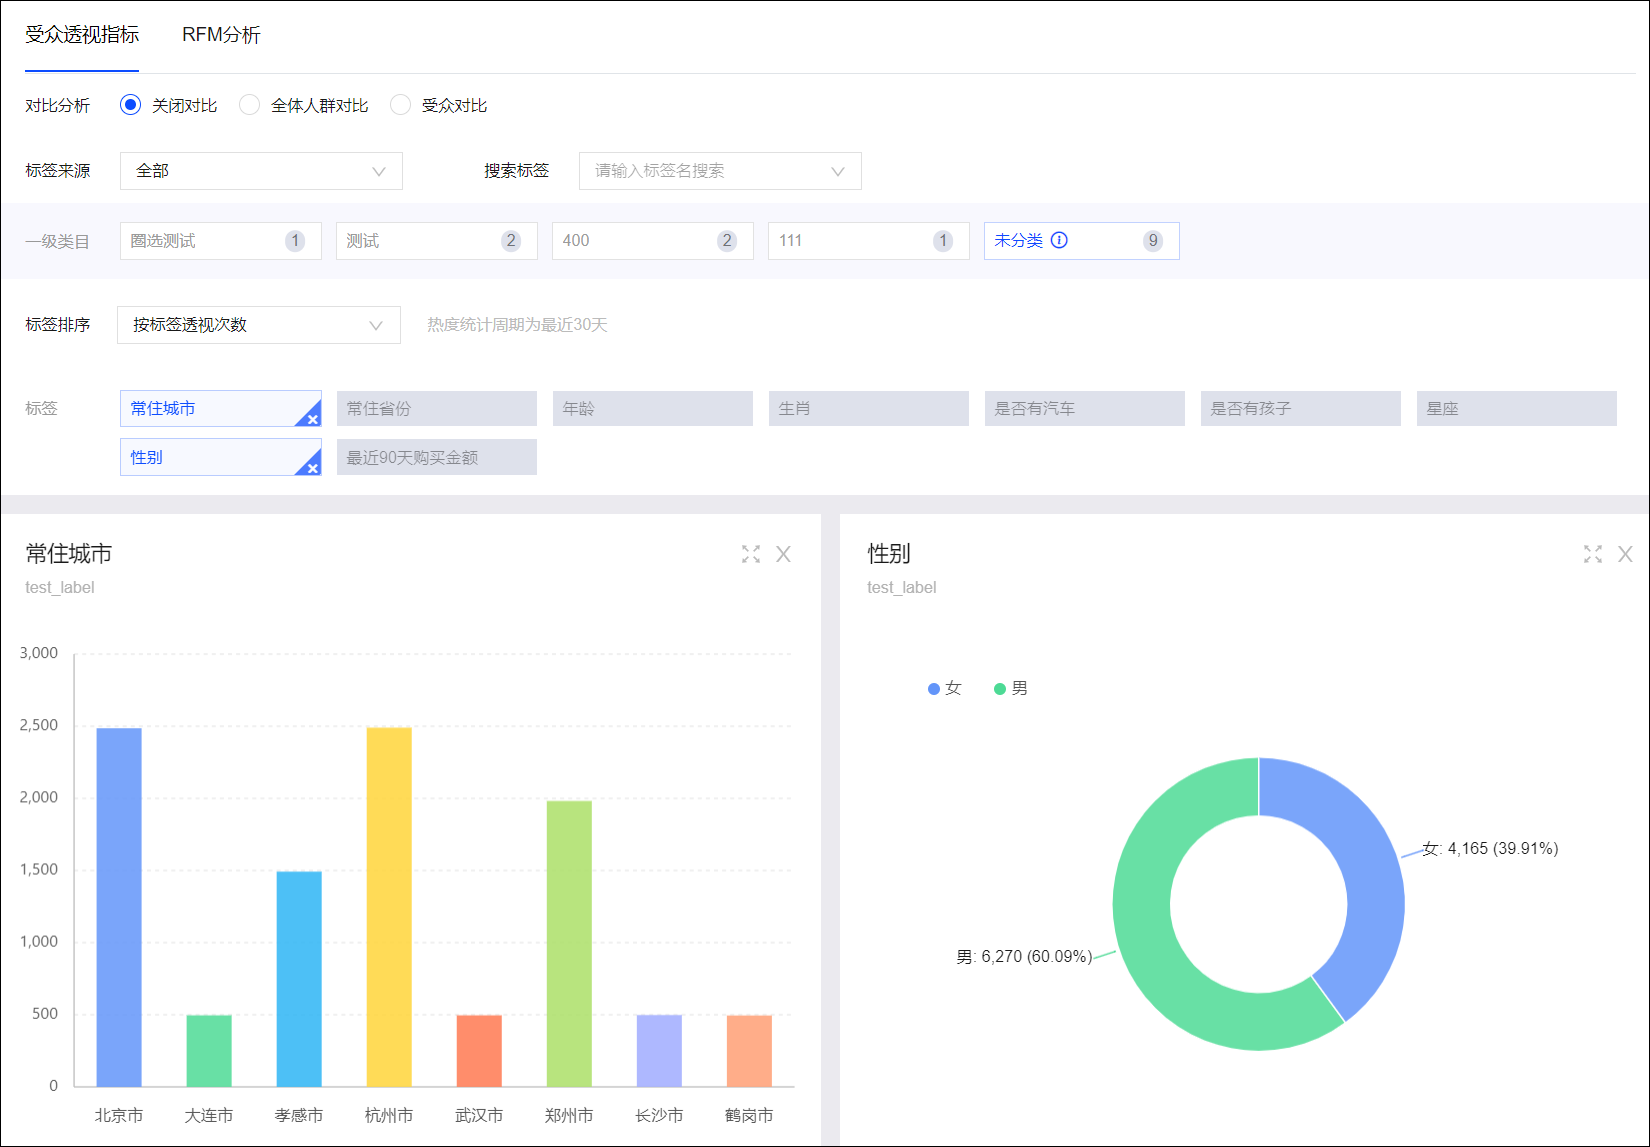 受众透视指标 RFM分析
对比分析 关闭对比 全体人群对比 受众对比
标签来源 全部 搜索标签 请输入标签名搜索
一级类目 圈选测试 1 测试 2 400 2 111 1 未分类 9
标签排序 按标签透视次数 热度统计周期为最近30天
标签 常住城市 常住省份 年龄 生肖 是否有汽车 是否有孩子 星座
性别 最近90天购买金额
常住城市
test_label
3,000
2,500
2,000
1,500
1,000
500
0
北京市 大连市 孝感市 杭州市 武汉市 郑州市 长沙市 鹤岗市
性别
test_label
女 男
女: 4,165 (39.91%)
男: 6,270 (60.09%)